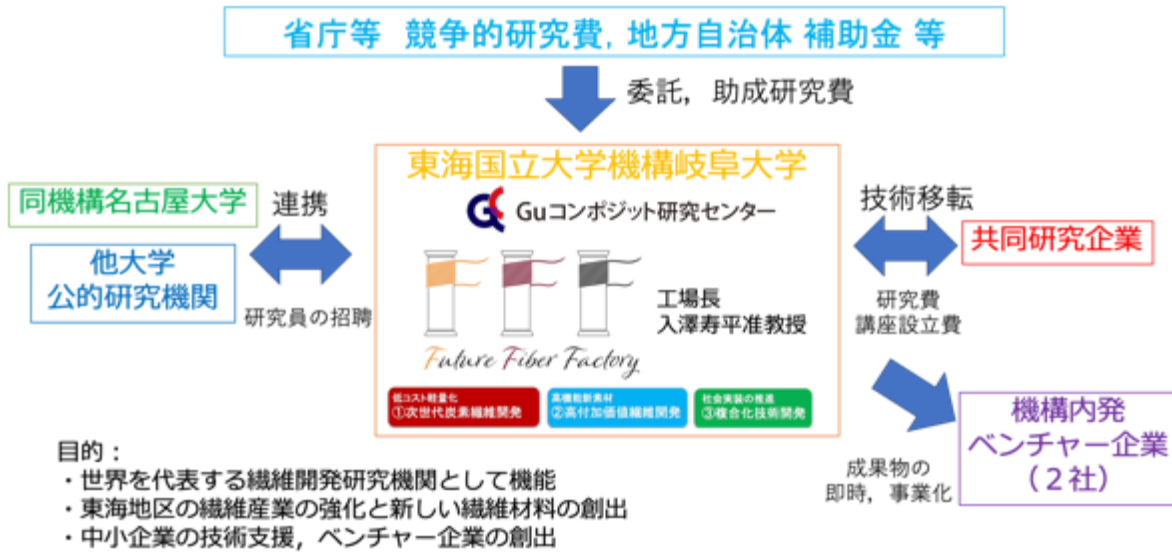 省庁等 競争的研究費, 地方自治体 補助金 等
委託, 助成研究費
東海国立大学機構岐阜大学
Guコンポジット研究センター
同機構名古屋大学
連携
他大学
公的研究機関
研究員の招聘
技術移転
共同研究企業
研究費
講座設立費
工場長
入澤寿平准教授
Future Fiber Factory
低コスト軽量化
①次世代炭素繊維開発
高機能新素材
②高付加価値繊維開発
社会実装の推進
③複合化技術開発
機構内発
ベンチャー企業
(2社)
成果物の
即時, 事業化
目的:
・世界を代表する繊維開発研究機関として機能
・東海地区の繊維産業の強化と新しい繊維材料の創出
・中小企業の技術支援, ベンチャー企業の創出